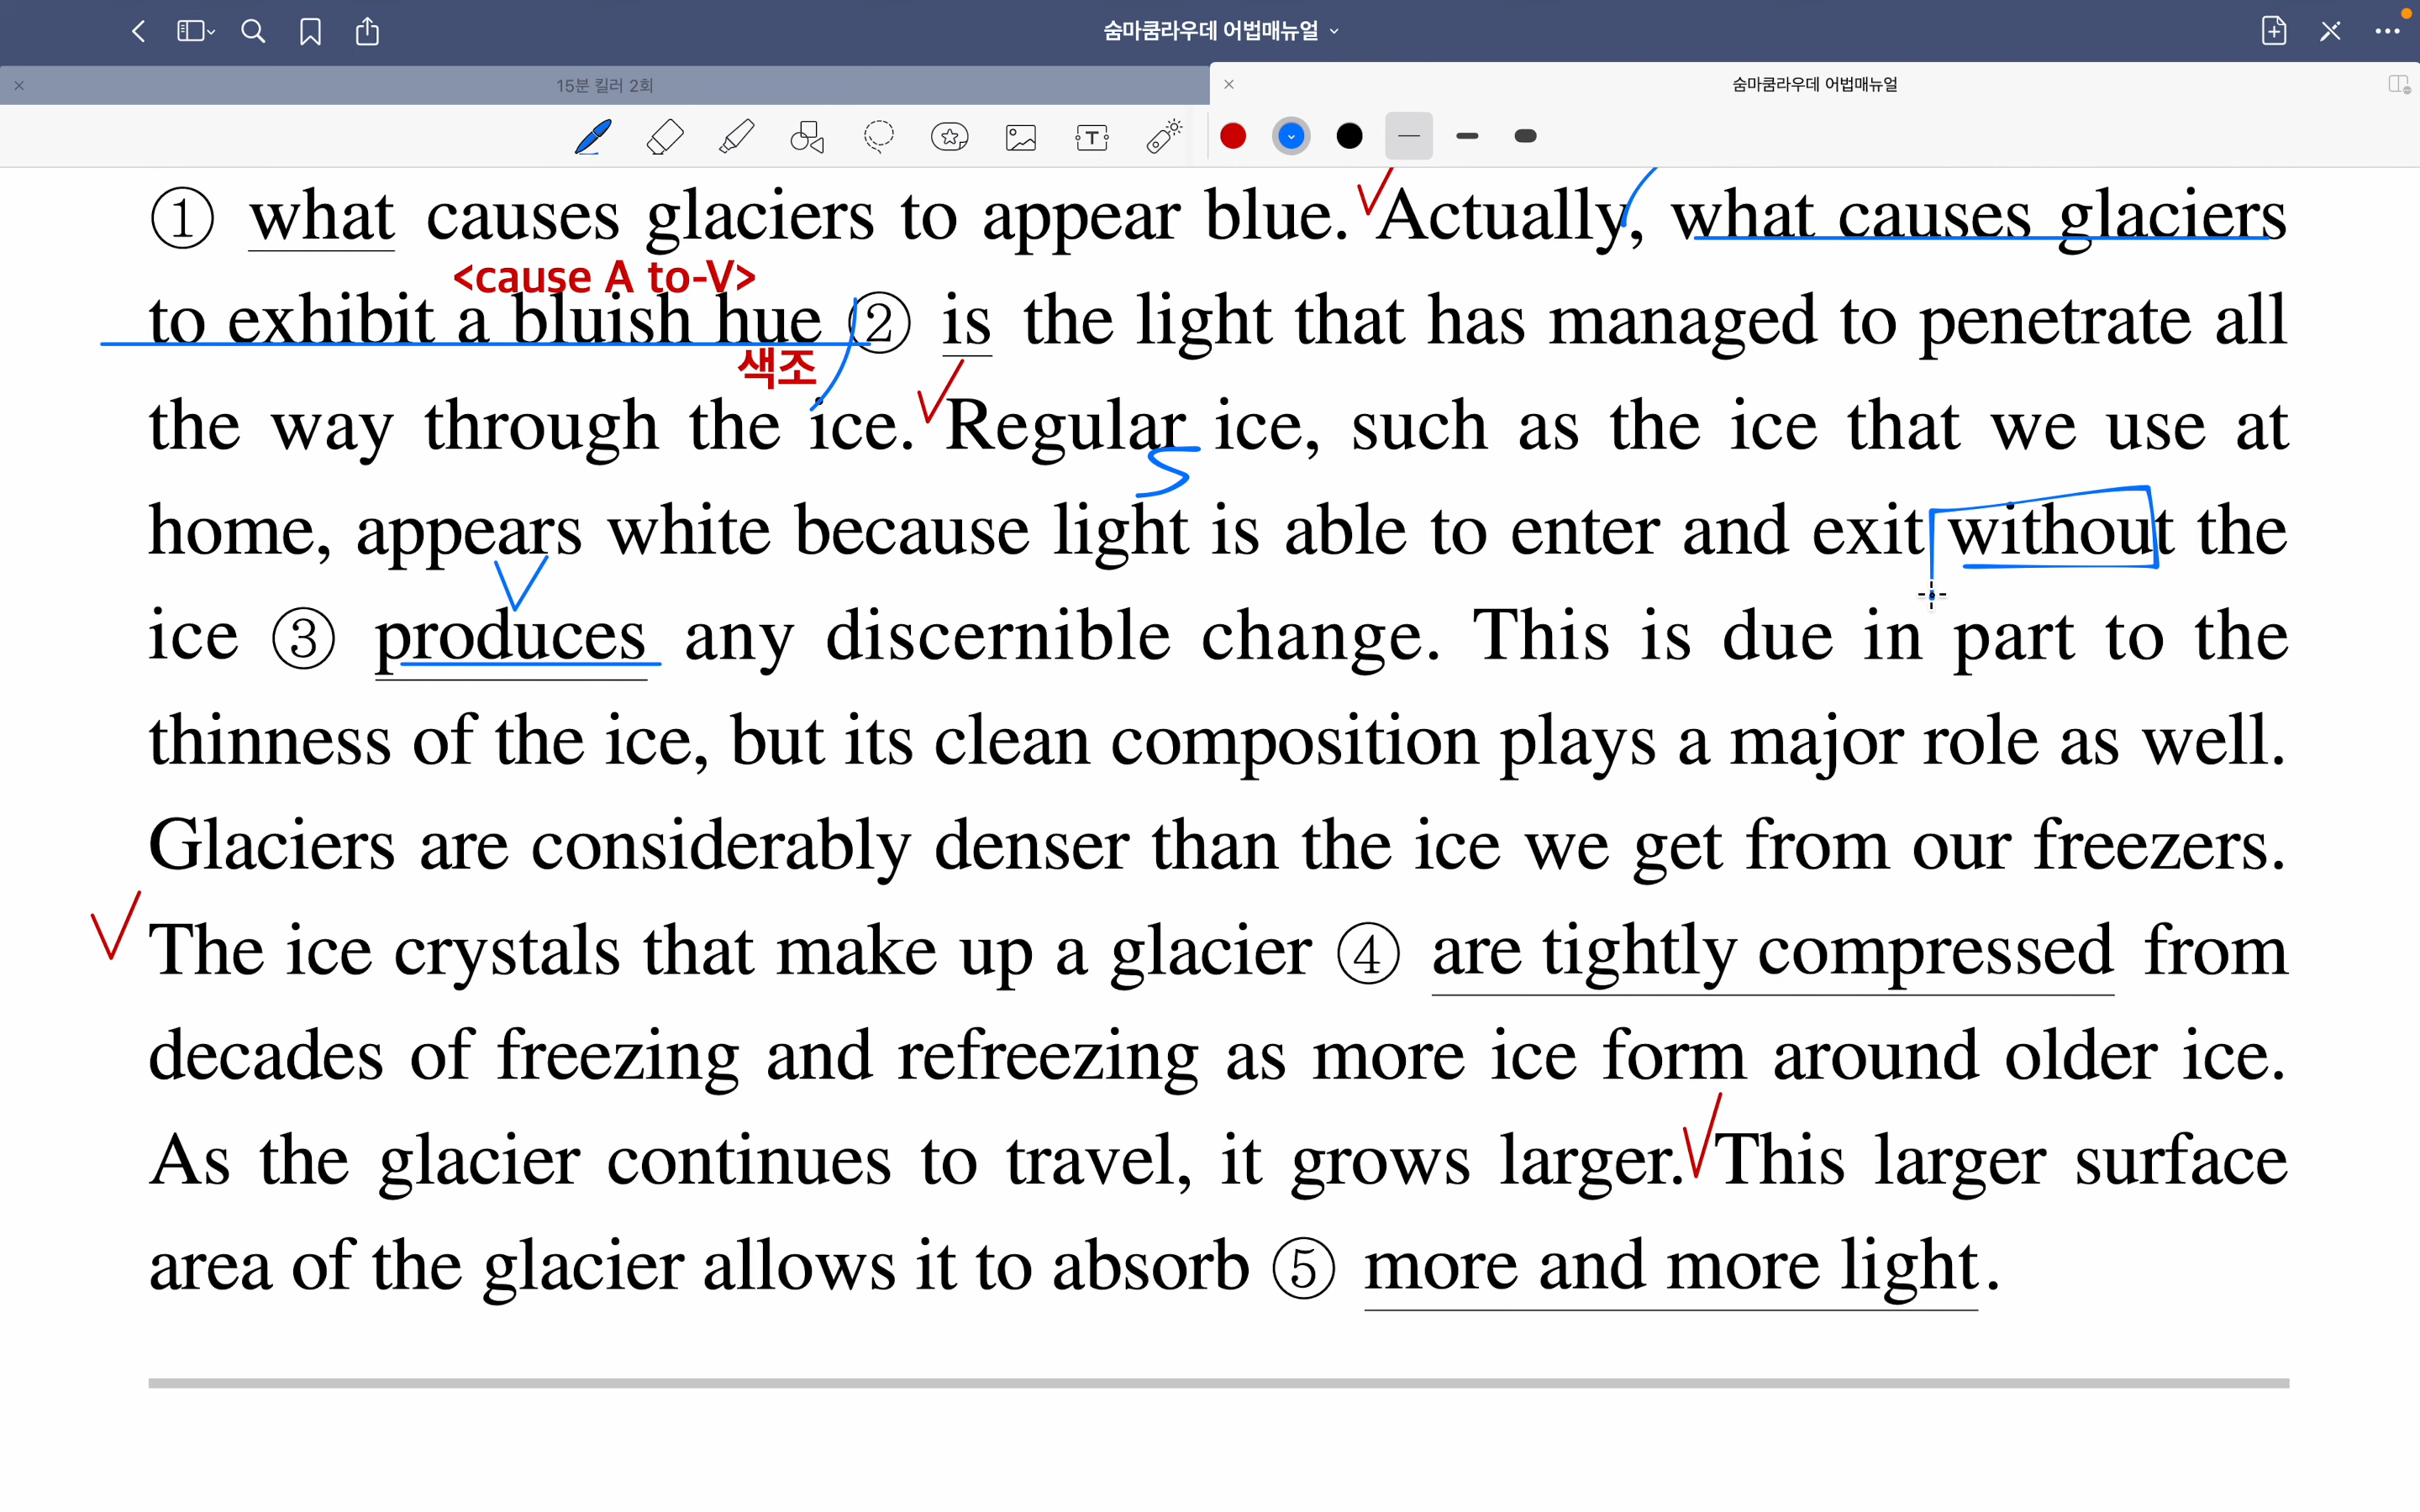 숨마쿰라우데 어법매뉴얼
15분 킬러 2회
숨마쿰라우데 어법매뉴얼
① what causes glaciers to appear blue. Actually, what causes glaciers
<cause A to-V>
to exhibit a bluish hue ② is the light that has managed to penetrate all
색조
the way through the ice. Regular ice, such as the ice that we use at
S
home, appears white because light is able to enter and exit without the
V
ice ③ produces any discernible change. This is due in part to the
thinness of the ice, but its clean composition plays a major role as well.
Glaciers are considerably denser than the ice we get from our freezers.
The ice crystals that make up a glacier ④ are tightly compressed from
decades of freezing and refreezing as more ice form around older ice.
As the glacier continues to travel, it grows larger. This larger surface
area of the glacier allows it to absorb ⑤ more and more light.